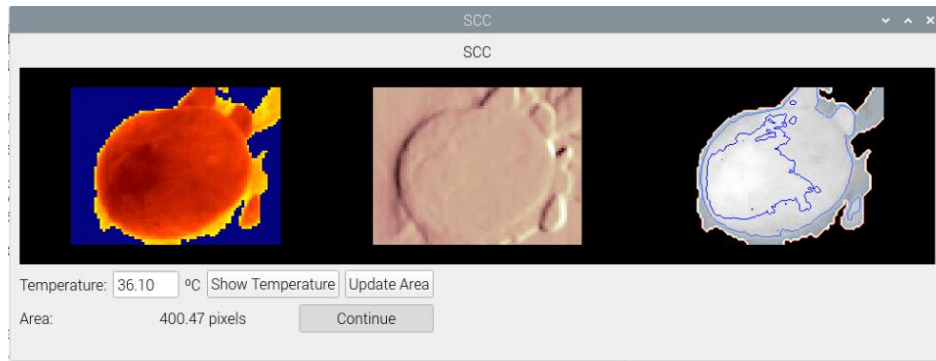 SCC
SCC
Temperature: 36.10 ºC Show Temperature Update Area
Area: 400.47 pixels Continue